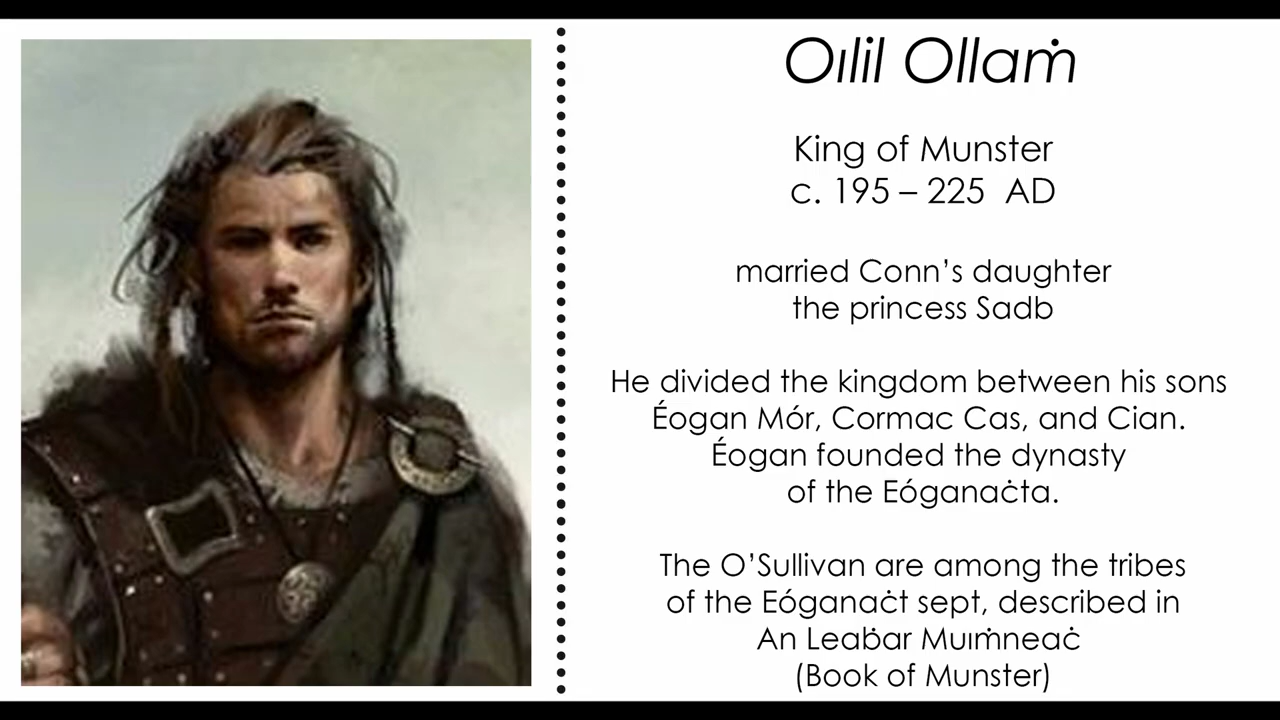 Oılil Ollaṁ
King of Munster
c. 195 – 225 AD
married Conn’s daughter
the princess Sadb
He divided the kingdom between his sons
Éogan Mór, Cormac Cas, and Cian.
Éogan founded the dynasty
of the Eóganaċta.
The O’Sullivan are among the tribes
of the Eóganaċt sept, described in
An Leaḃar Muıṁneaċ
(Book of Munster)